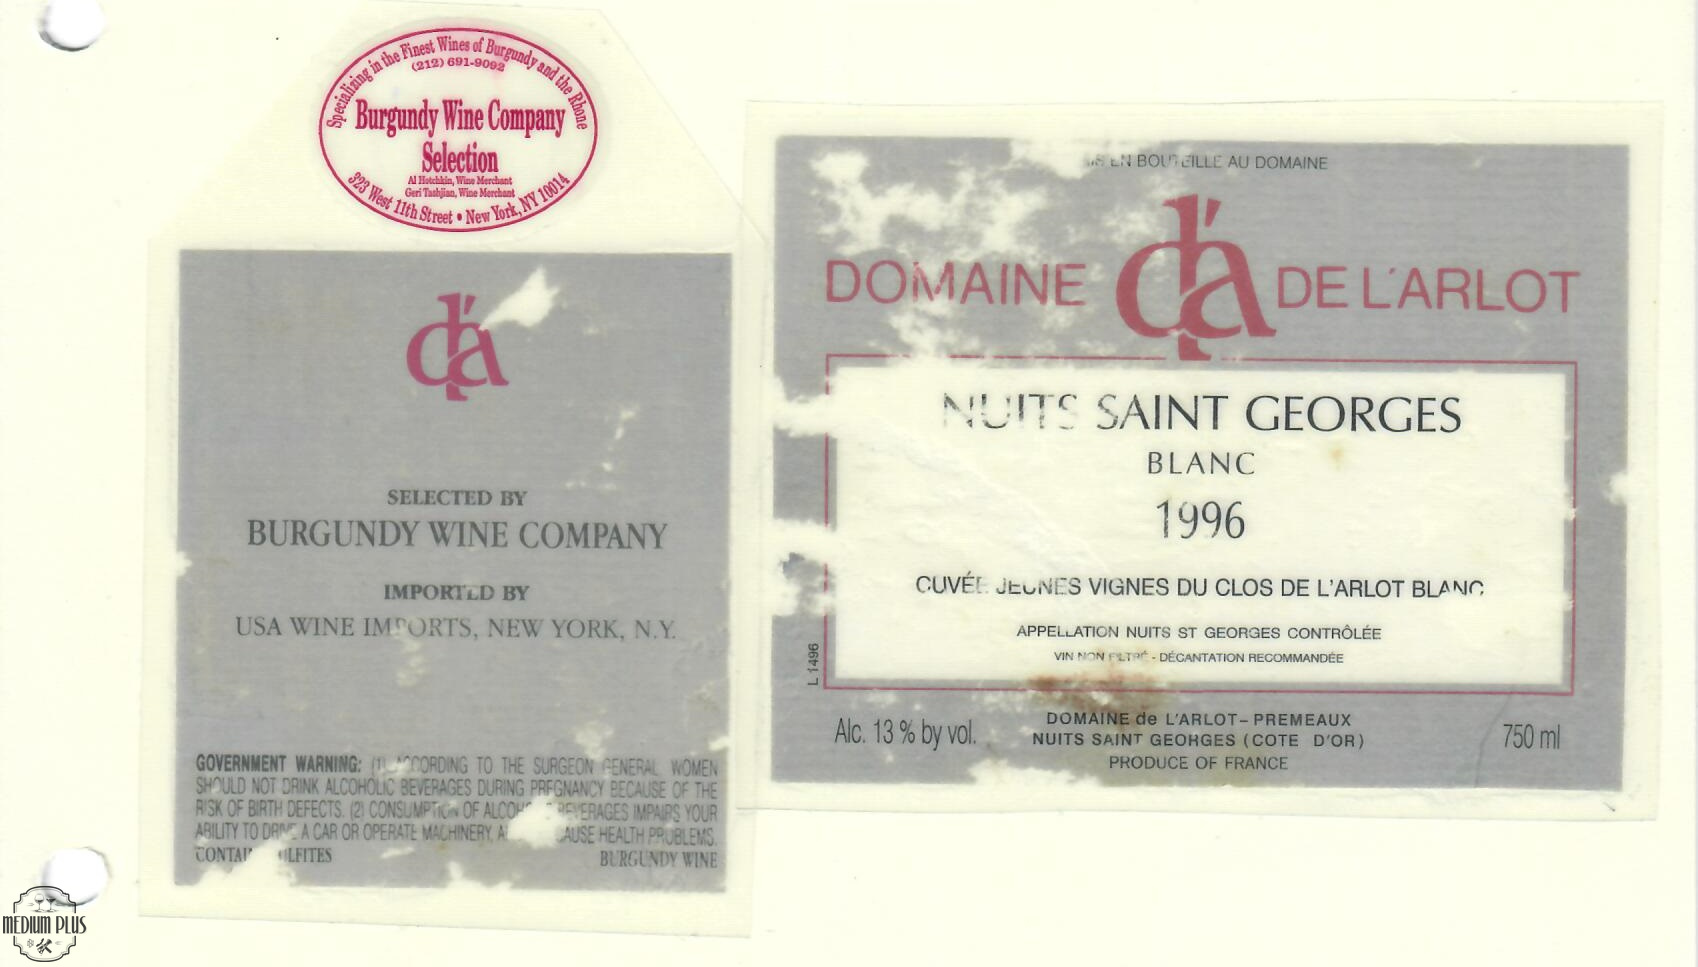 Specializing in the Finest Wines of Burgundy and the Rhone
(212) 691-9092
Burgundy Wine Company
Selection
Al Hotchkin, Wine Merchant
Geri Tashjian, Wine Merchant
323 West 11th Street • New York, NY 10014
d'a
SELECTED BY
BURGUNDY WINE COMPANY
IMPORTED BY
USA WINE IMPORTS, NEW YORK, N.Y.
GOVERNMENT WARNING: (1) ACCORDING TO THE SURGEON GENERAL WOMEN
SHOULD NOT DRINK ALCOHOLIC BEVERAGES DURING PREGNANCY BECAUSE OF THE
RISK OF BIRTH DEFECTS. (2) CONSUMPTION OF ALCOHOLIC BEVERAGES IMPAIRS YOUR
ABILITY TO DRIVE A CAR OR OPERATE MACHINERY, HEALTH PROBLEMS.
CONTAINS SULFITES
BURGUNDY WINE
MIS EN BOUTEILLE AU DOMAINE
DOMAINE d'a DE L'ARLOT
NUITS SAINT GEORGES
BLANC
1996
CUVÉE JEUNES VIGNES DU CLOS DE L'ARLOT BLANC
APPELLATION NUITS ST GEORGES CONTRÔLÉE
VIN NON FILTRÉ - DÉCANTATION RECOMMANDÉE
L 1496
Alc. 13 % by vol.
DOMAINE de L'ARLOT – PREMEAUX
NUITS SAINT GEORGES (COTE D'OR)
PRODUCE OF FRANCE
750 ml
MEDIUM PLUS